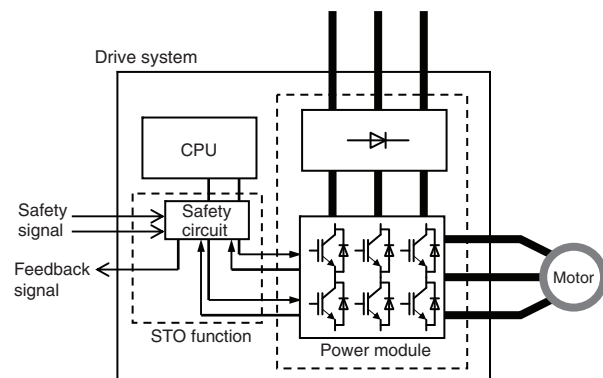 Drive system
CPU
Safety
signal
Safety
circuit
Feedback
signal
STO function
Power module
Motor